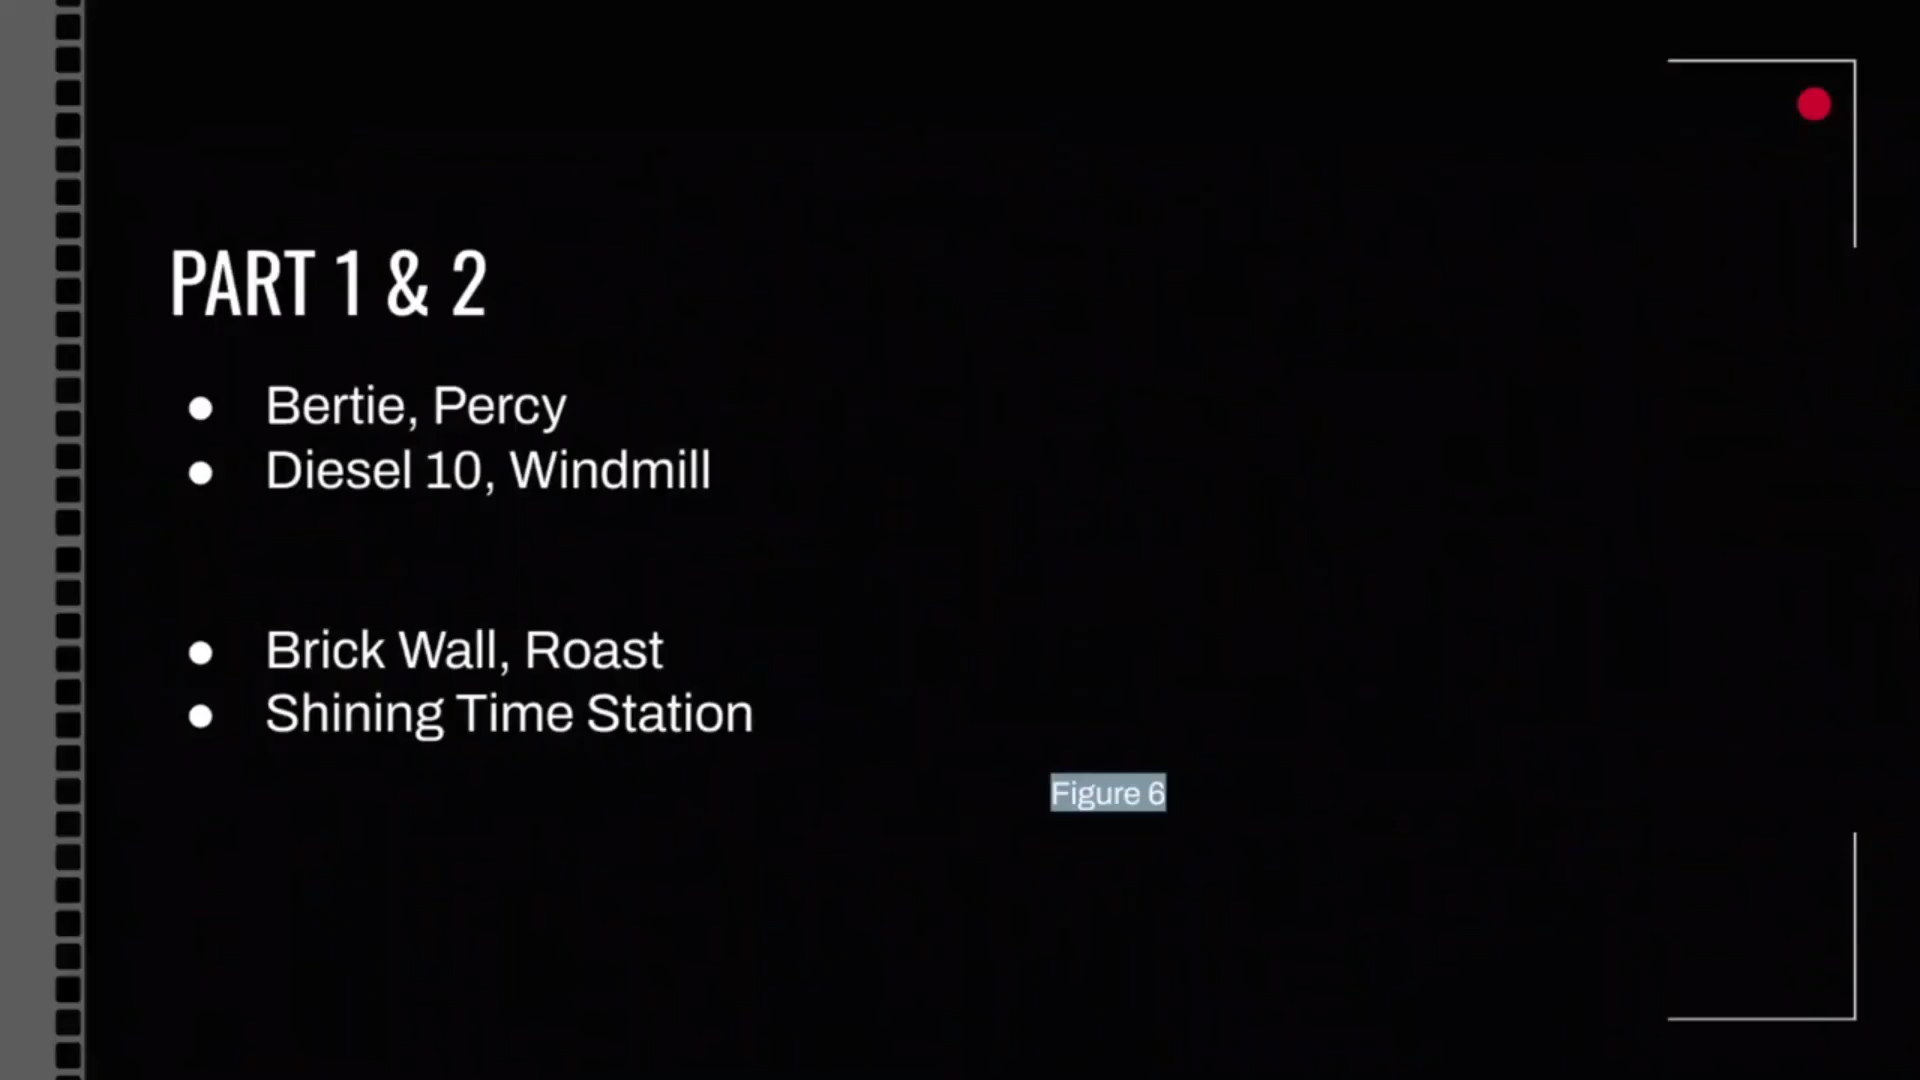 PART 1 & 2
● Bertie, Percy
● Diesel 10, Windmill
● Brick Wall, Roast
● Shining Time Station
Figure 6